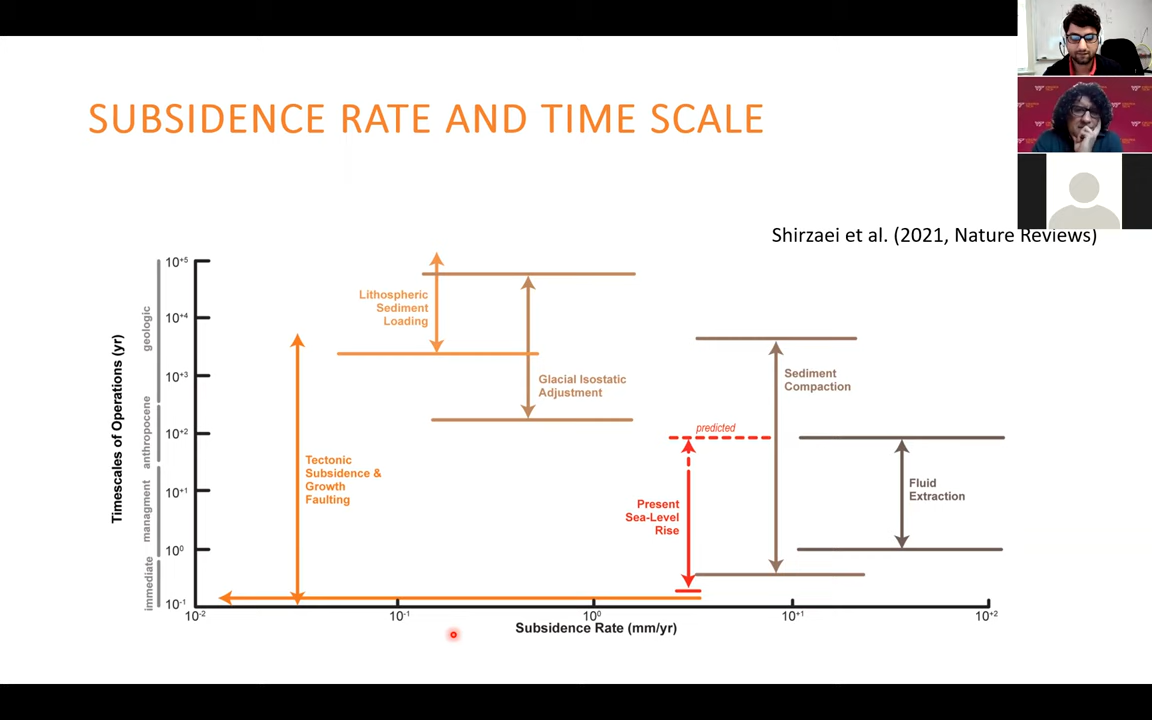 SUBSIDENCE RATE AND TIME SCALE
Shirzaei et al. (2021, Nature Reviews)
Timescales of Operations (yr)
geologic
anthropocene
managment
immediate
10+5
10+4
10+3
10+2
10+1
100
10-1
Lithospheric
Sediment
Loading
Glacial Isostatic
Adjustment
Tectonic
Subsidence &
Growth
Faulting
predicted
Present
Sea-Level
Rise
Sediment
Compaction
Fluid
Extraction
10-2
10-1
100
10+1
10+2
Subsidence Rate (mm/yr)